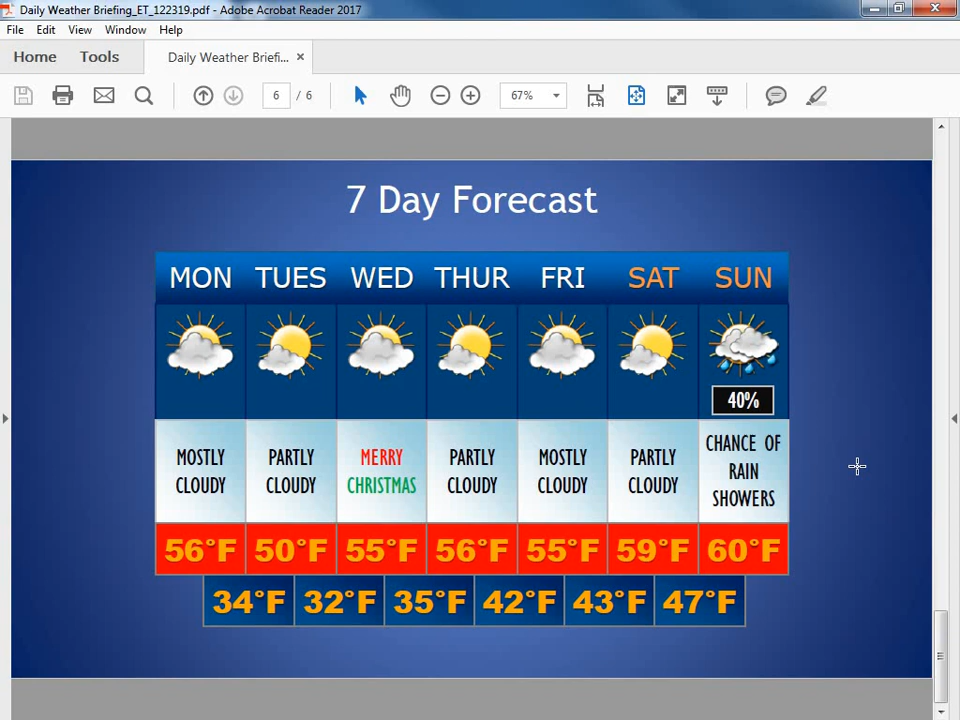 Daily Weather Briefing_ET_122319.pdf - Adobe Acrobat Reader 2017
File Edit View Window Help
Home Tools Daily Weather Briefi... ×
6 / 6 67%
7 Day Forecast
MON TUES WED THUR FRI SAT SUN
40%
MOSTLY CLOUDY
PARTLY CLOUDY
MERRY CHRISTMAS
PARTLY CLOUDY
MOSTLY CLOUDY
PARTLY CLOUDY
CHANCE OF RAIN SHOWERS
56°F 50°F 55°F 56°F 55°F 59°F 60°F
34°F 32°F 35°F 42°F 43°F 47°F